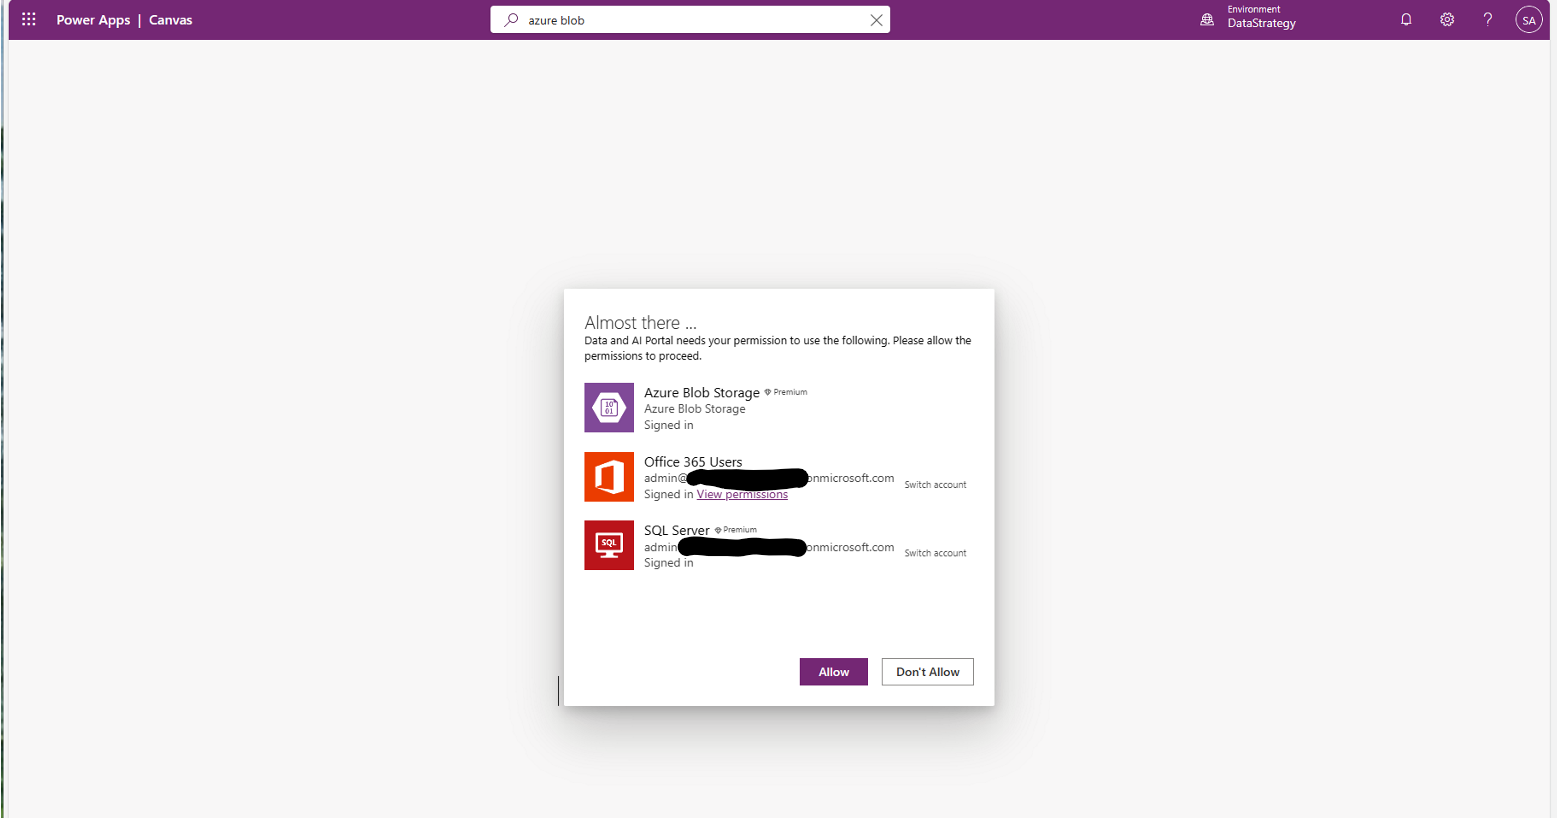 Power Apps | Canvas
azure blob
Environment
DataStrategy
SA
Almost there ...
Data and AI Portal needs your permission to use the following. Please allow the
permissions to proceed.
10
01
Azure Blob Storage Premium
Azure Blob Storage
Signed in
Office 365 Users
admin@ onmicrosoft.com
Switch account
Signed in View permissions
SQL
SQL Server Premium
admin onmicrosoft.com
Switch account
Signed in
Allow
Don't Allow